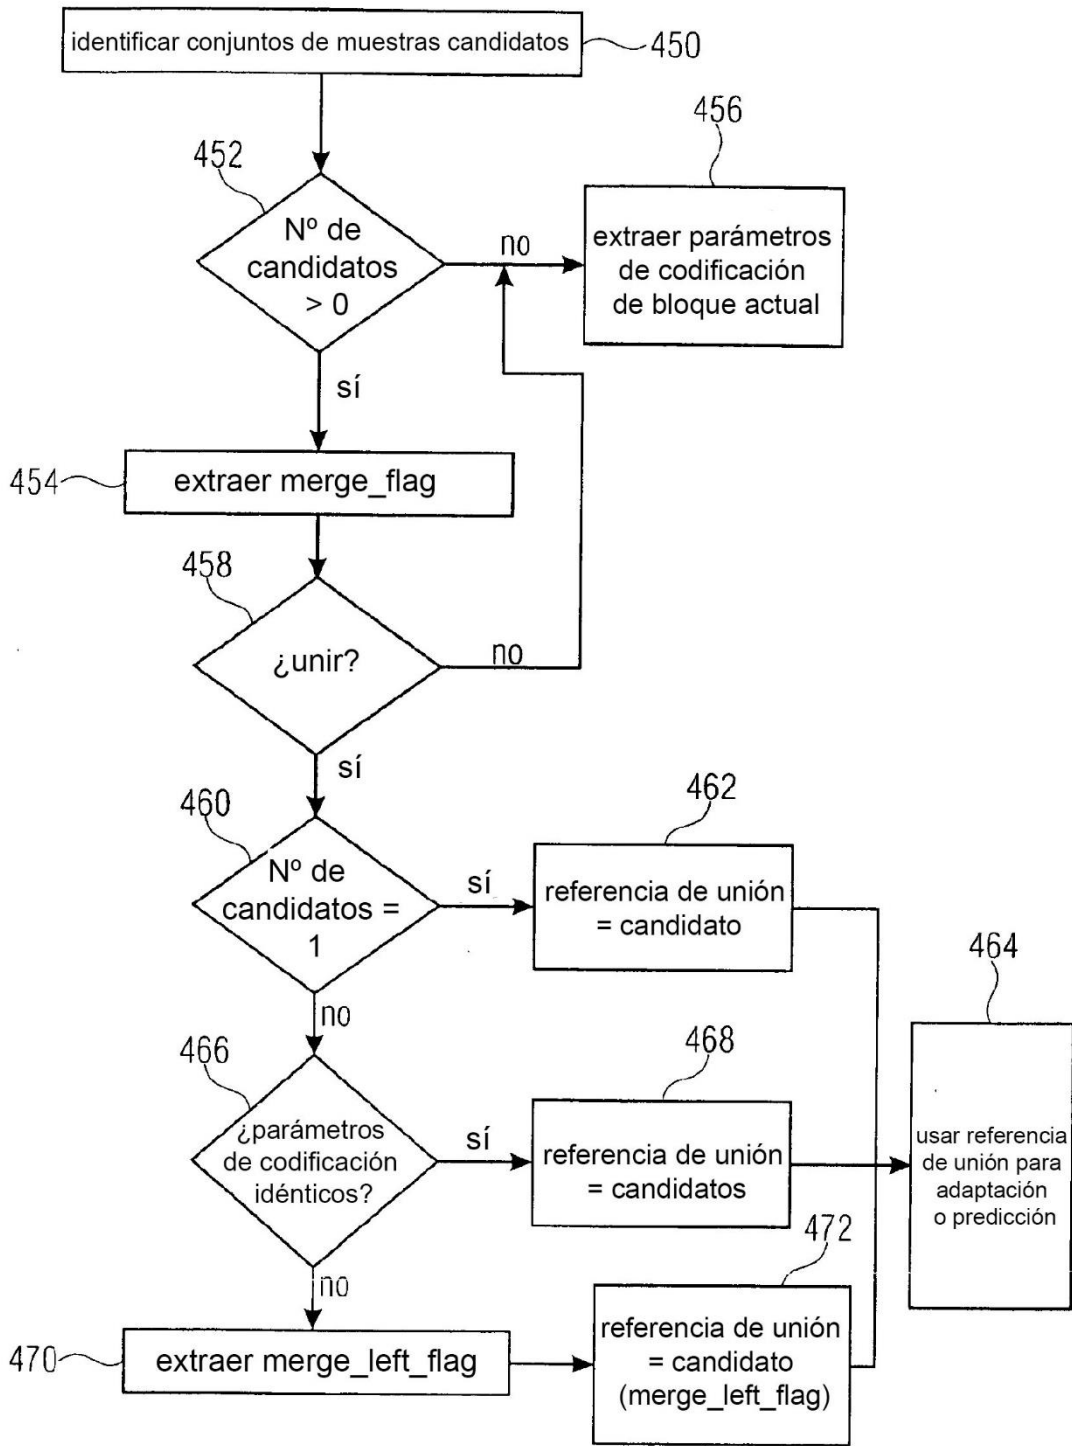 identificar conjuntos de muestras candidatos
450
456
452
Nº de
candidatos
> 0
no
extraer parámetros
de codificación
de bloque actual
sí
454
extraer merge_flag
458
¿unir?
no
sí
460
462
Nº de
candidatos =
1
sí
referencia de unión
= candidato
464
no
466
468
¿parámetros
de codificación
idénticos?
sí
referencia de unión
= candidatos
usar referencia
de unión para
adaptación
o predicción
472
no
470
extraer merge_left_flag
referencia de unión
= candidato
(merge_left_flag)